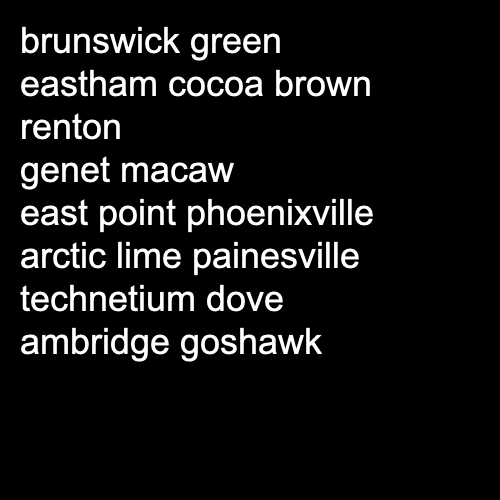 brunswick green
eastham cocoa brown
renton
genet macaw
east point phoenixville
arctic lime painesville
technetium dove
ambridge goshawk